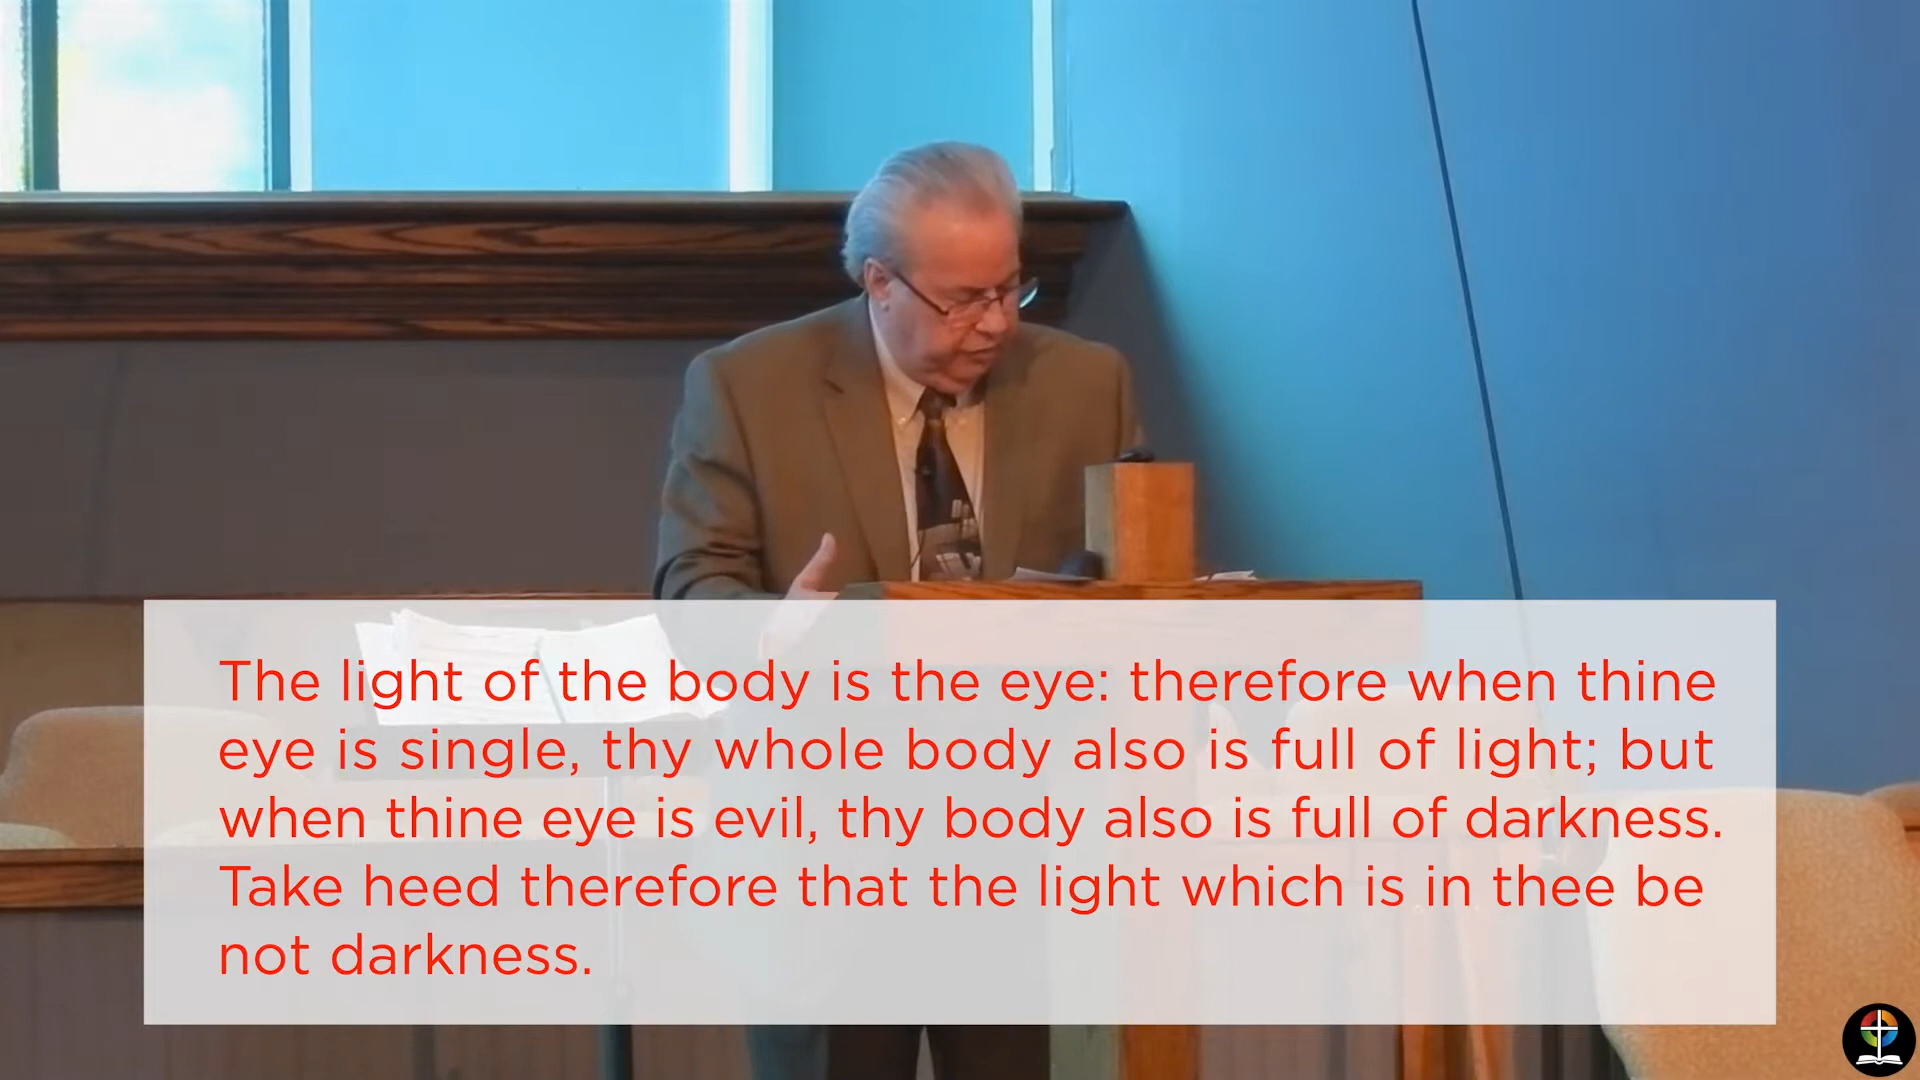 The light of the body is the eye: therefore when thine
eye is single, thy whole body also is full of light; but
when thine eye is evil, thy body also is full of darkness.
Take heed therefore that the light which is in thee be
not darkness.